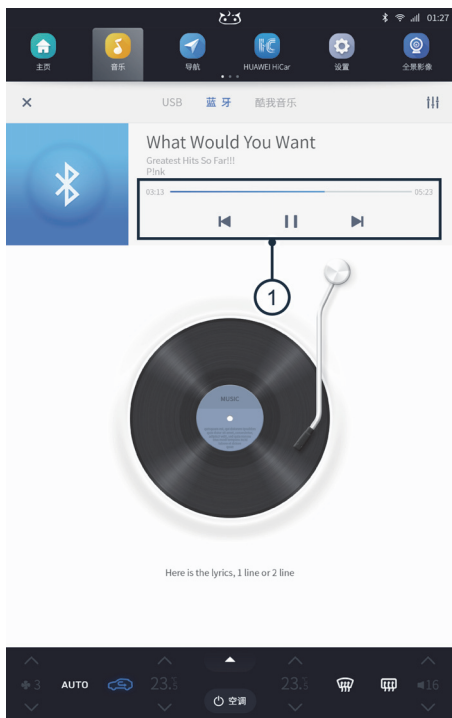 01:27
主页 音乐 导航 HUAWEI HiCar 设置 全景影像
USB 蓝牙 酷我音乐
What Would You Want
Greatest Hits So Far!!!
P!nk
03:13 05:23
1
MUSIC
Here is the lyrics, 1 line or 2 line
3 AUTO 23.5 23.5 16
空调